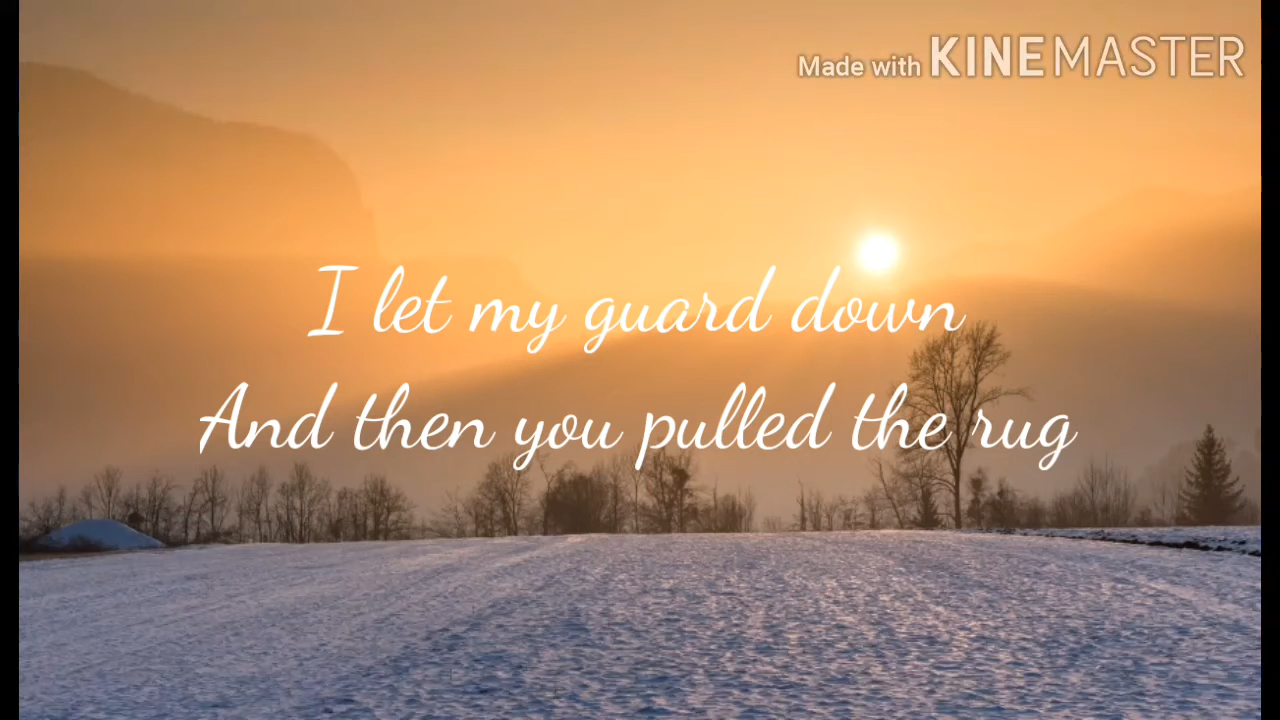 Made with KINEMASTER
I let my guard down
And then you pulled the rug